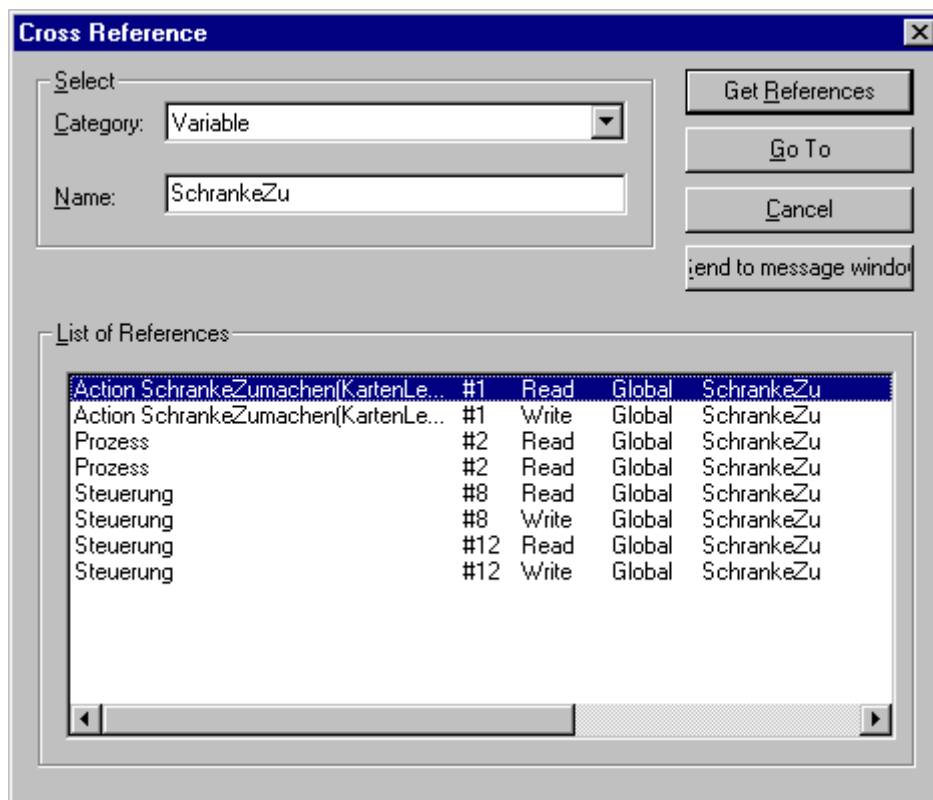 Cross Reference
Select
Category: Variable
Name: SchrankeZu
Get References
Go To
Cancel
end to message windo
List of References
Action SchrankeZumachen(KartenLe... #1 Read Global SchrankeZu
Action SchrankeZumachen(KartenLe... #1 Write Global SchrankeZu
Prozess #2 Read Global SchrankeZu
Prozess #2 Read Global SchrankeZu
Steuerung #8 Read Global SchrankeZu
Steuerung #8 Write Global SchrankeZu
Steuerung #12 Read Global SchrankeZu
Steuerung #12 Write Global SchrankeZu